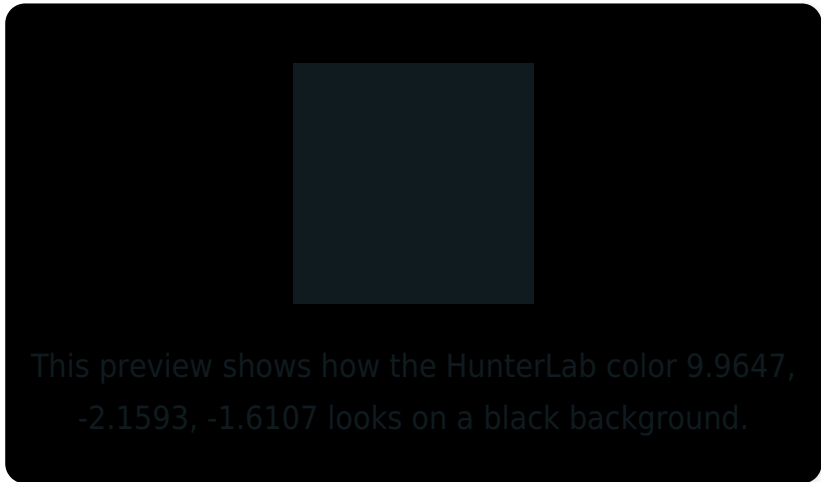 This preview shows how the HunterLab color 9.9647,
-2.1593, -1.6107 looks on a black background.